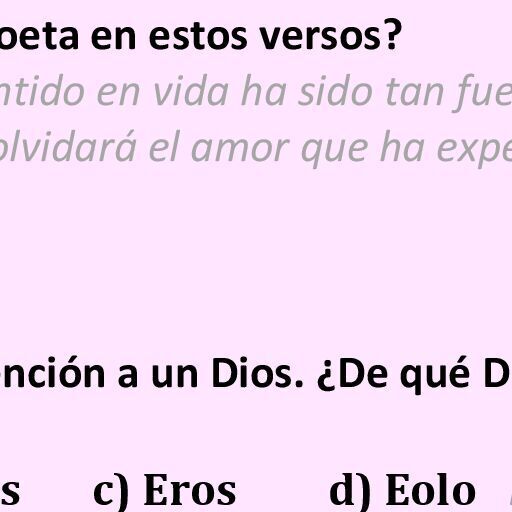 oeta en estos versos?
ntido en vida ha sido tan fue
olvidará el amor que ha expe
ención a un Dios. ¿De qué D
s c) Eros d) Eolo